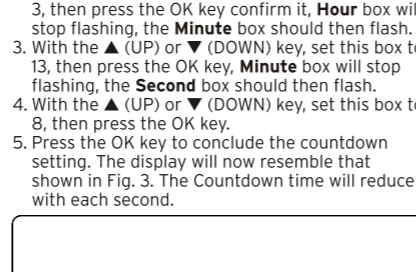 3, then press the OK key confirm it, Hour box will
stop flashing, the Minute box should then flash.
3. With the ▲ (UP) or ▼ (DOWN) key, set this box to
13, then press the OK key, Minute box will stop
flashing, the Second box should then flash.
4. With the ▲ (UP) or ▼ (DOWN) key, set this box to
8, then press the OK key.
5. Press the OK key to conclude the countdown
setting. The display will now resemble that
shown in Fig. 3. The Countdown time will reduce
with each second.